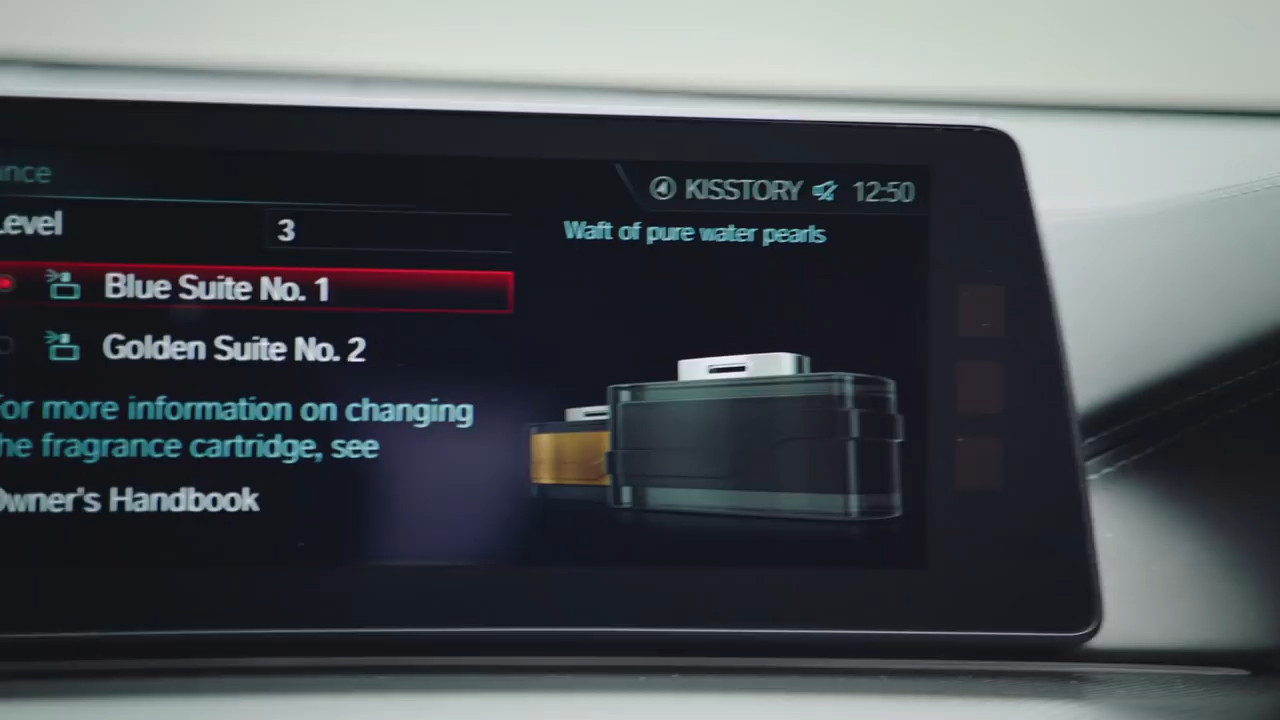 ance
KISSTORY 12:50
Level 3
Waft of pure water pearls
Blue Suite No. 1
Golden Suite No. 2
For more information on changing
the fragrance cartridge, see
Owner's Handbook